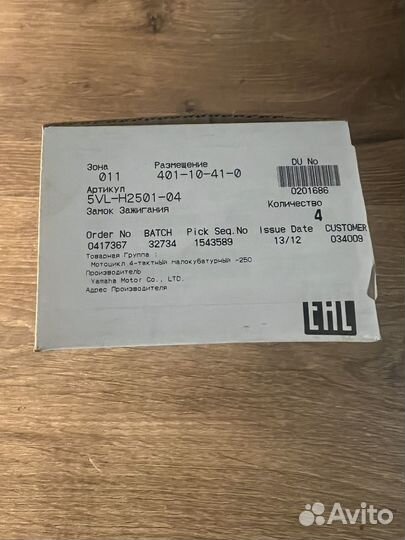 Зона Размещение DU No
011 401-10-41-0
Артикул 0201686
5VL-H2501-04 Количество
Замок Зажигания 4
Order No BATCH Pick Seq.No Issue Date CUSTOMER
0417367 32734 1543589 13/12 034009
Товарная Группа :
Мотоцикл 4-тактный малокубатурный -250
Производитель
Yamaha Motor Co., LTD.
Адрес Производителя
Avito